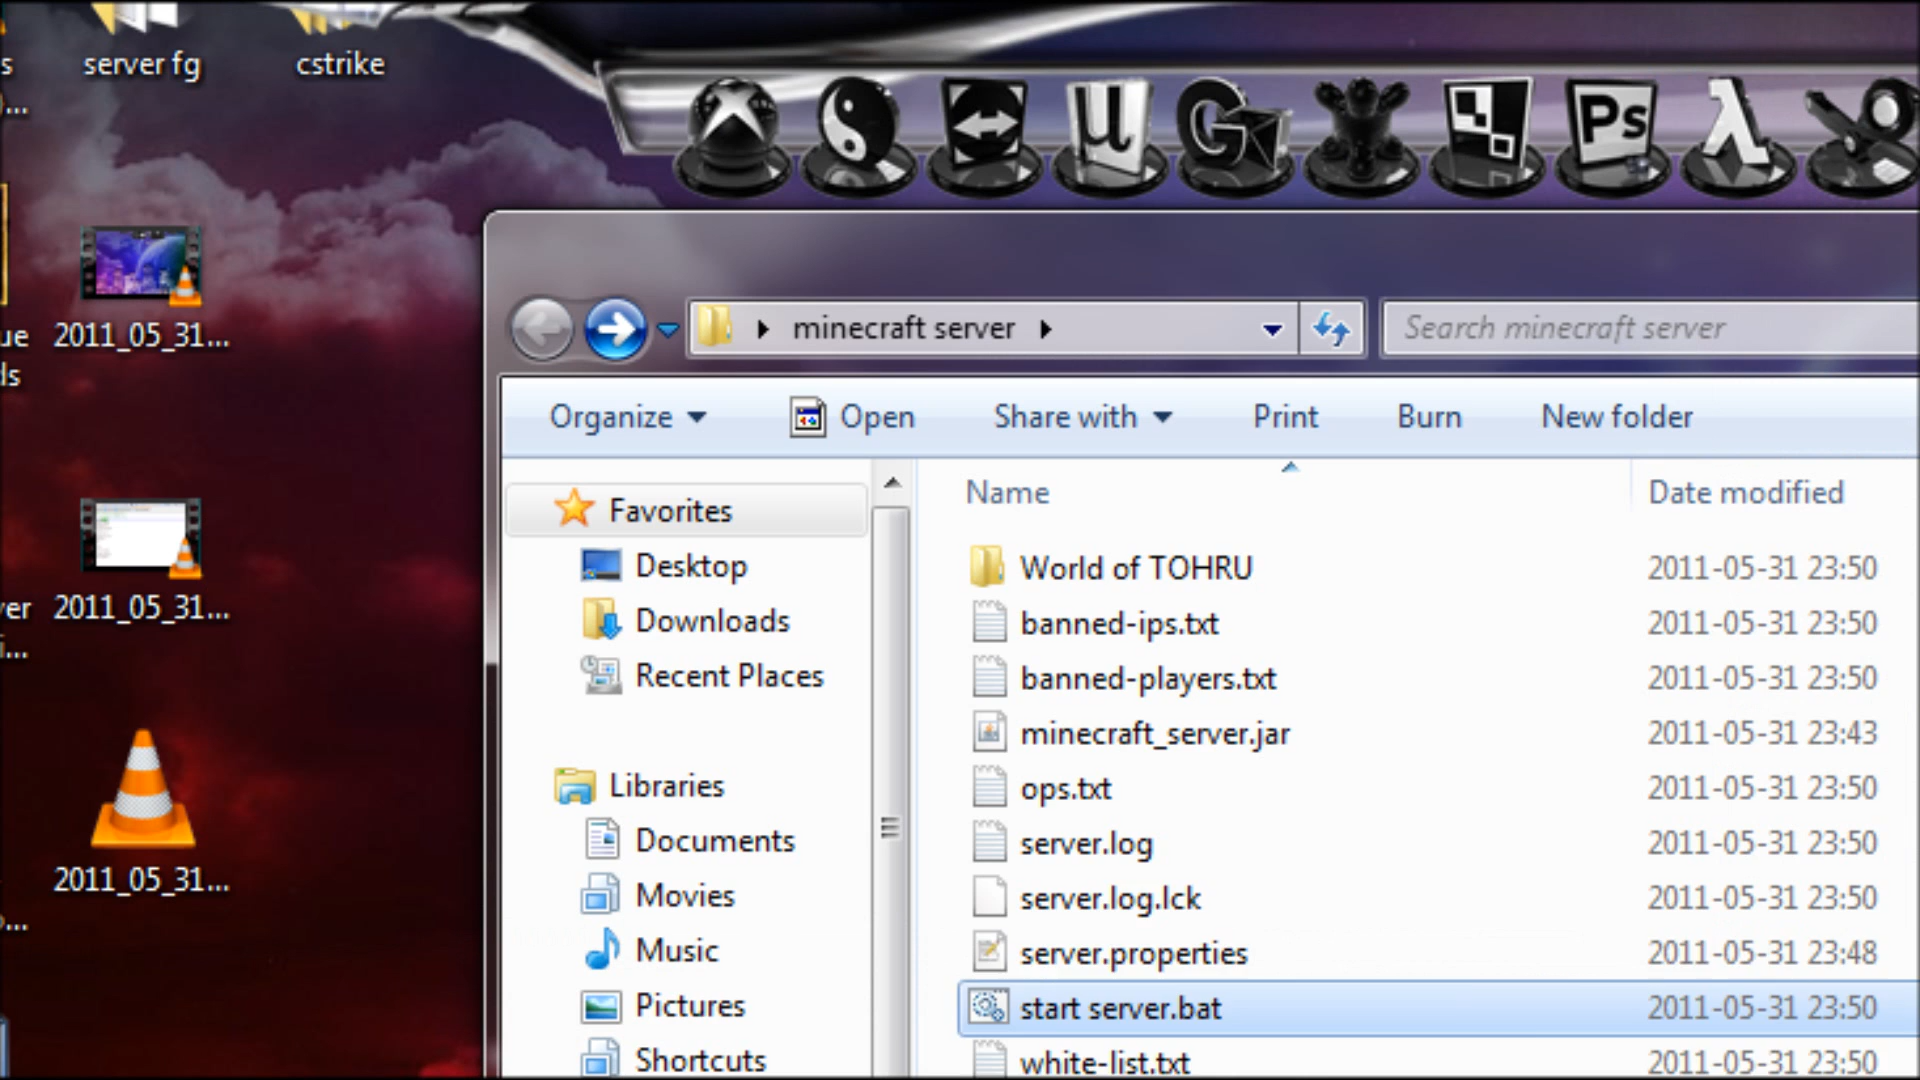 s
server fg
cstrike
...
Ps
2011_05_31...
ue
ds
minecraft server
Search minecraft server
Organize
Open
Share with
Print
Burn
New folder
Name
Date modified
Favorites
Desktop
Downloads
Recent Places
Libraries
Documents
Movies
Music
Pictures
Shortcuts
World of TOHRU 2011-05-31 23:50
banned-ips.txt 2011-05-31 23:50
banned-players.txt 2011-05-31 23:50
minecraft_server.jar 2011-05-31 23:43
ops.txt 2011-05-31 23:50
server.log 2011-05-31 23:50
server.log.lck 2011-05-31 23:50
server.properties 2011-05-31 23:48
start server.bat 2011-05-31 23:50
white-list.txt 2011-05-31 23:50
2011_05_31...
ver
2011_05_31...